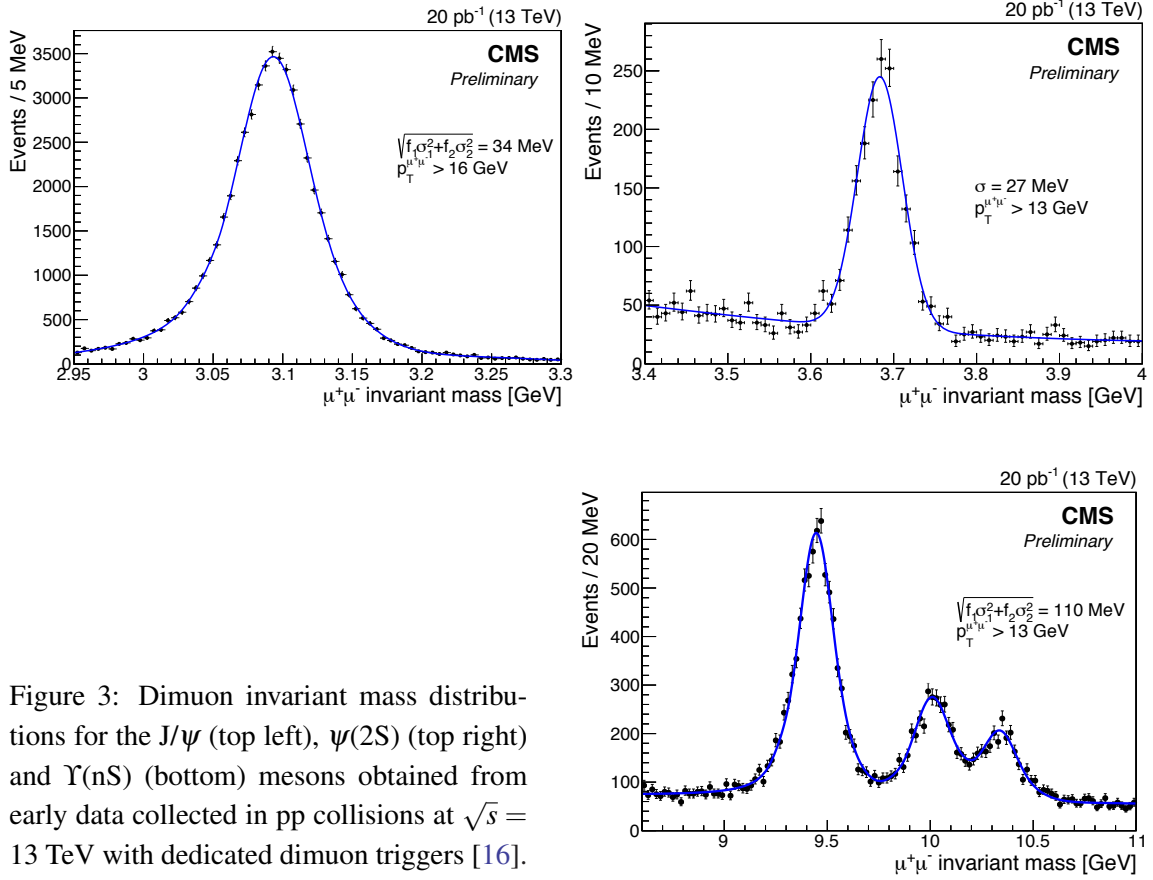 20 pb⁻¹ (13 TeV)
CMS
Preliminary
√f₁σ₁²+f₂σ₂² = 34 MeV
p_T^μ⁺μ⁻ > 16 GeV
Events / 5 MeV
3500
3000
2500
2000
1500
1000
500
0
2.95 3 3.05 3.1 3.15 3.2 3.25 3.3
μ⁺μ⁻ invariant mass [GeV]
20 pb⁻¹ (13 TeV)
CMS
Preliminary
σ = 27 MeV
p_T^μ⁺μ⁻ > 13 GeV
Events / 10 MeV
250
200
150
100
50
0
3.4 3.5 3.6 3.7 3.8 3.9 4
μ⁺μ⁻ invariant mass [GeV]
20 pb⁻¹ (13 TeV)
CMS
Preliminary
√f₁σ₁²+f₂σ₂² = 110 MeV
p_T^μ⁺μ⁻ > 13 GeV
Events / 20 MeV
600
500
400
300
200
100
0
9 9.5 10 10.5 11
μ⁺μ⁻ invariant mass [GeV]
Figure 3: Dimuon invariant mass distribu-
tions for the J/ψ (top left), ψ(2S) (top right)
and ϒ(nS) (bottom) mesons obtained from
early data collected in pp collisions at √s =
13 TeV with dedicated dimuon triggers [16].